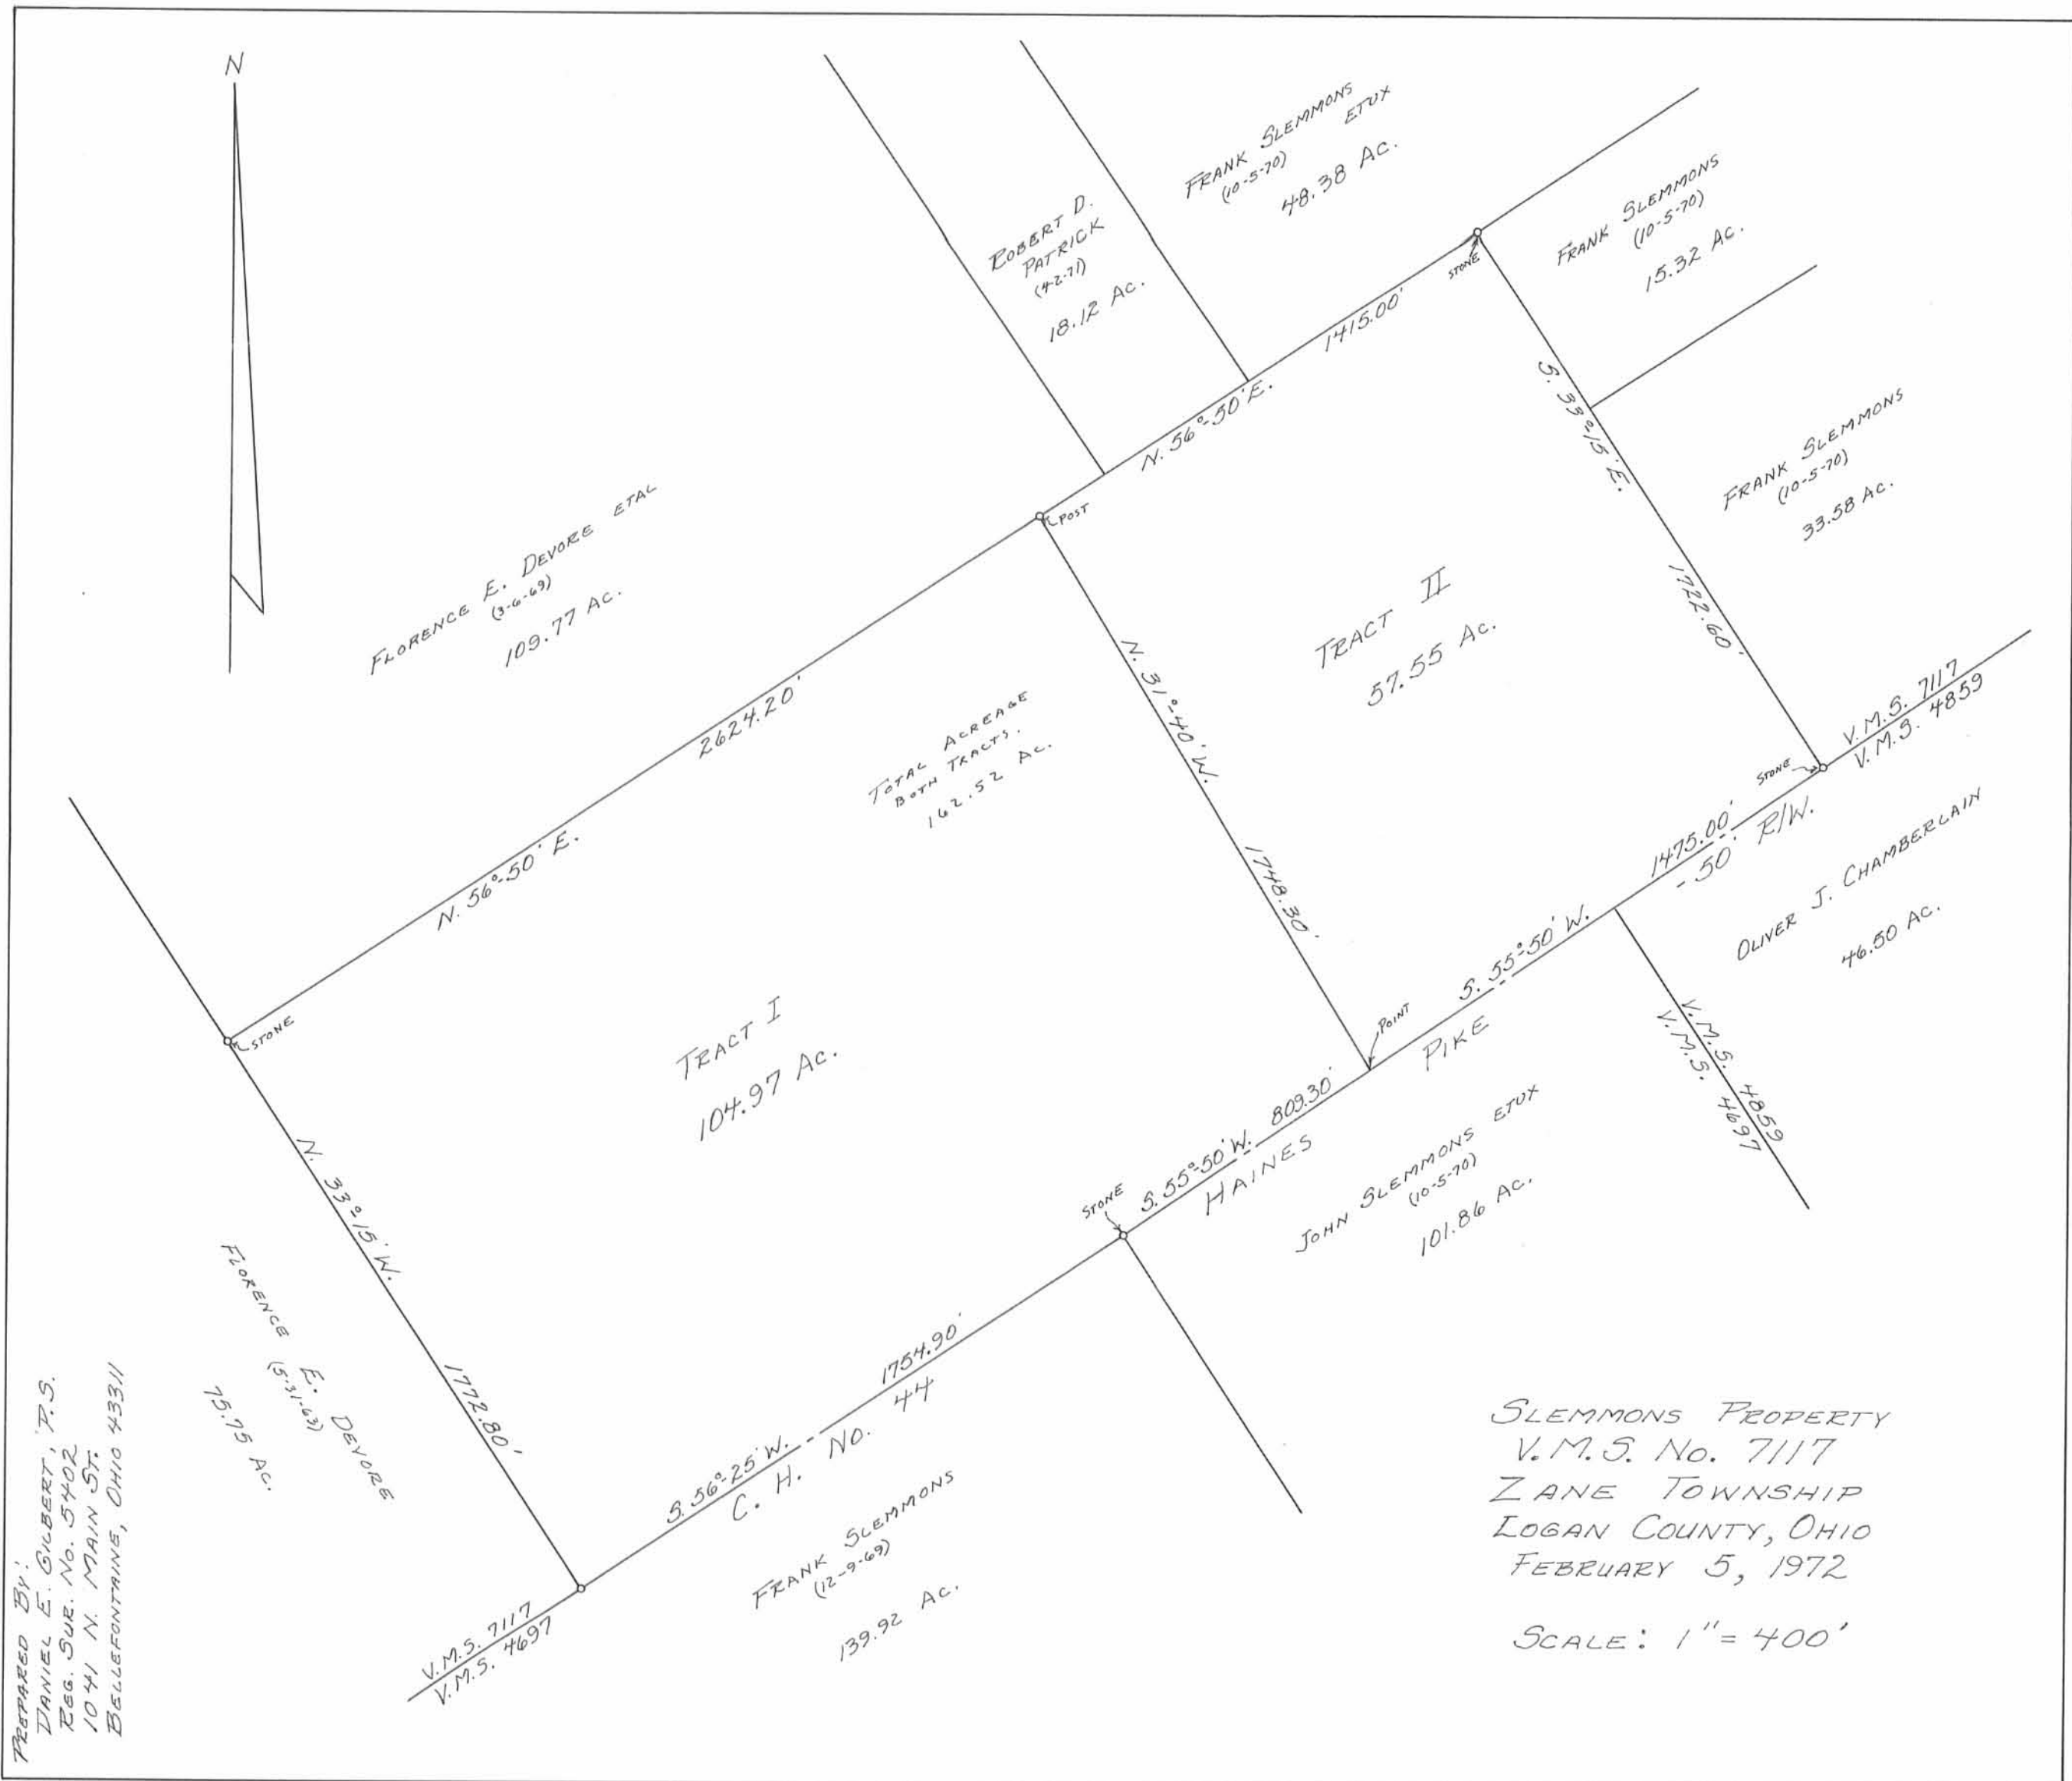 N
ROBERT D.
PATRICK
(4-2-71)
18.12 AC.
FRANK SLEMMONS
ETUX
(10-5-70)
48.38 AC.
FRANK SLEMMONS
(10-5-70)
15.32 AC.
FRANK SLEMMONS
(10-5-70)
33.58 AC.
FLORENCE E. DEVORE ETAL
(3-6-69)
109.77 AC.
N. 56°-50' E.
2624.20'
POST
N. 56°-50' E.
1415.00'
STONE
S. 33°-15' E.
1722.60'
TRACT II
57.55 AC.
N. 31°-40' W.
1748.30'
TOTAL ACREAGE
BOTH TRACTS.
162.52 AC.
STONE
TRACT I
104.97 AC.
STONE
V.M.S. 7117
V.M.S. 4859
1475.00'
- 50' R/W.
S. 55°-50' W.
POINT
PIKE
OLIVER J. CHAMBERLAIN
46.50 AC.
V.M.S. 4859
V.M.S. 4697
S. 55°-50' W. 809.30'
HAINES
STONE
JOHN SLEMMONS ETUX
(10-5-70)
101.86 AC.
N. 33°-15' W.
1772.80'
FLORENCE E. DEVORE
(5-31-63)
75.75 AC.
S. 56°-25' W.
1754.90'
C. H. NO. 44
FRANK SLEMMONS
(12-9-69)
139.92 AC.
V.M.S. 7117
V.M.S. 4697
SLEMMONS PROPERTY
V.M.S. NO. 7117
ZANE TOWNSHIP
LOGAN COUNTY, OHIO
FEBRUARY 5, 1972
SCALE: 1" = 400'
PREPARED BY:
DANIEL E. GILBERT, P.S.
REG. SUR. NO. 5402
1041 N. MAIN ST.
BELLEFONTAINE, OHIO 43311